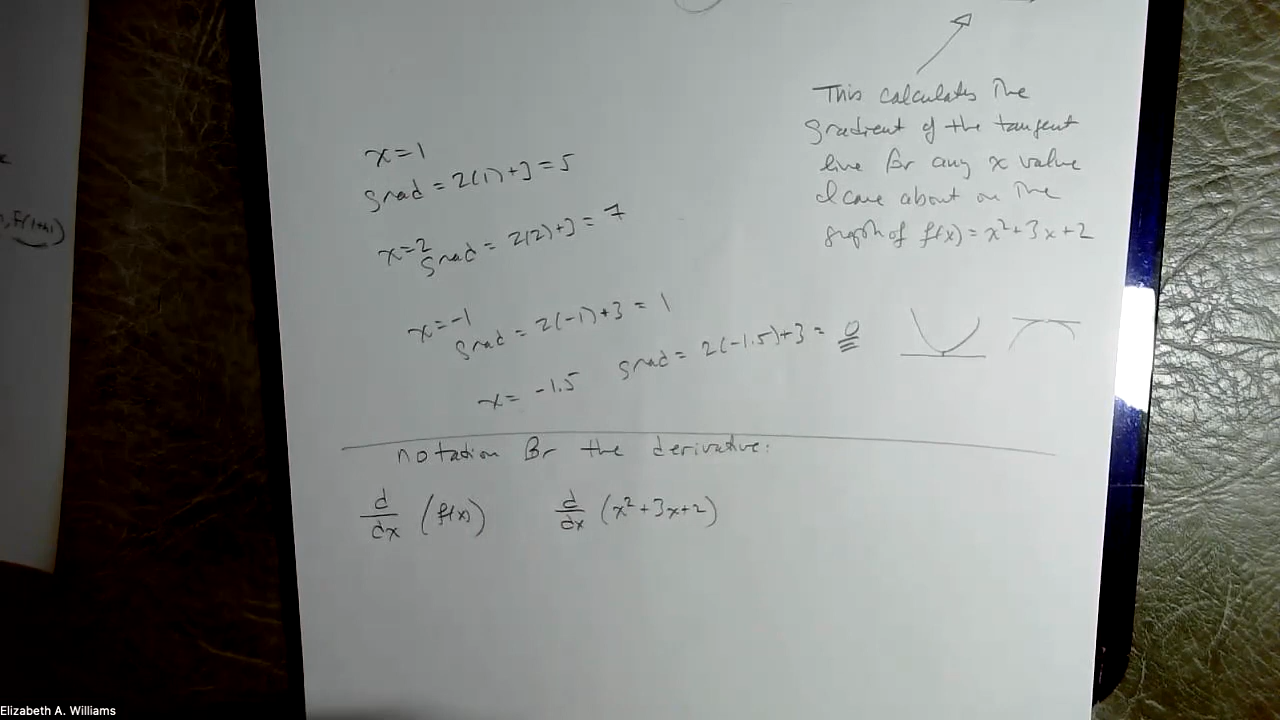 This calculates The
gradient of the tangent
line for any x value
I care about on The
graph of f(x) = x² + 3x + 2
x = 1
grad = 2(1) + 3 = 5
x = 2
grad = 2(2) + 3 = 7
x = -1
grad = 2(-1) + 3 = 1
x = -1.5 grad = 2(-1.5) + 3 = 0
notation for the derivative:
d/dx (f(x)) d/dx (x² + 3x + 2)
Elizabeth A. Williams